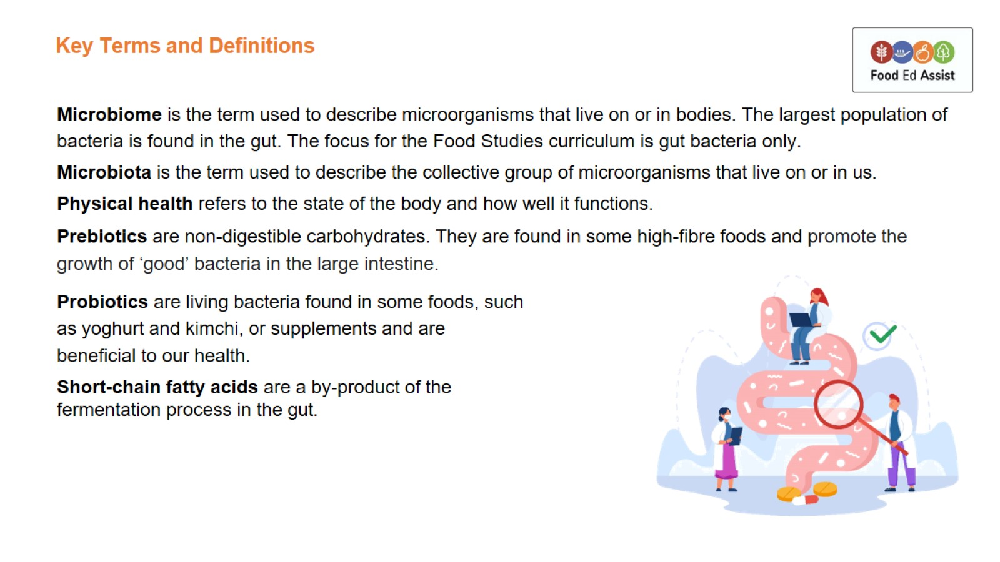 Key Terms and Definitions
Food Ed Assist
Microbiome is the term used to describe microorganisms that live on or in bodies. The largest population of
bacteria is found in the gut. The focus for the Food Studies curriculum is gut bacteria only.
Microbiota is the term used to describe the collective group of microorganisms that live on or in us.
Physical health refers to the state of the body and how well it functions.
Prebiotics are non-digestible carbohydrates. They are found in some high-fibre foods and promote the
growth of ‘good’ bacteria in the large intestine.
Probiotics are living bacteria found in some foods, such
as yoghurt and kimchi, or supplements and are
beneficial to our health.
Short-chain fatty acids are a by-product of the
fermentation process in the gut.